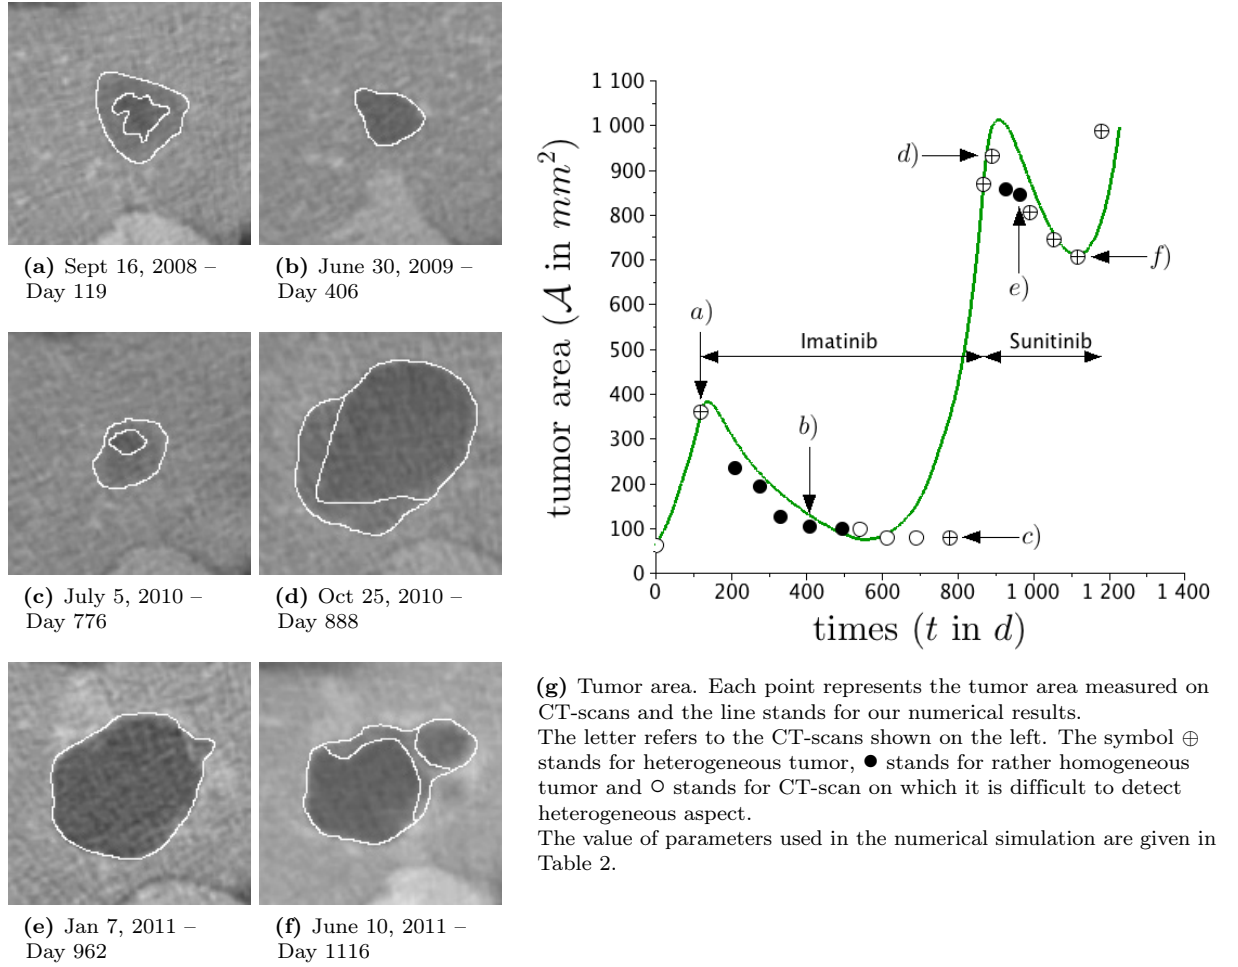 (a) Sept 16, 2008 –
Day 119
(b) June 30, 2009 –
Day 406
(c) July 5, 2010 –
Day 776
(d) Oct 25, 2010 –
Day 888
(e) Jan 7, 2011 –
Day 962
(f) June 10, 2011 –
Day 1116
tumor area (𝒜 in mm²)
1 100
1 000
900
800
700
600
500
400
300
200
100
0
a)
b)
c)
d)
e)
f)
Imatinib
Sunitinib
0 200 400 600 800 1 000 1 200 1 400
times (t in d)
(g) Tumor area. Each point represents the tumor area measured on
CT-scans and the line stands for our numerical results.
The letter refers to the CT-scans shown on the left. The symbol ⊕
stands for heterogeneous tumor, ● stands for rather homogeneous
tumor and ○ stands for CT-scan on which it is difficult to detect
heterogeneous aspect.
The value of parameters used in the numerical simulation are given in
Table 2.